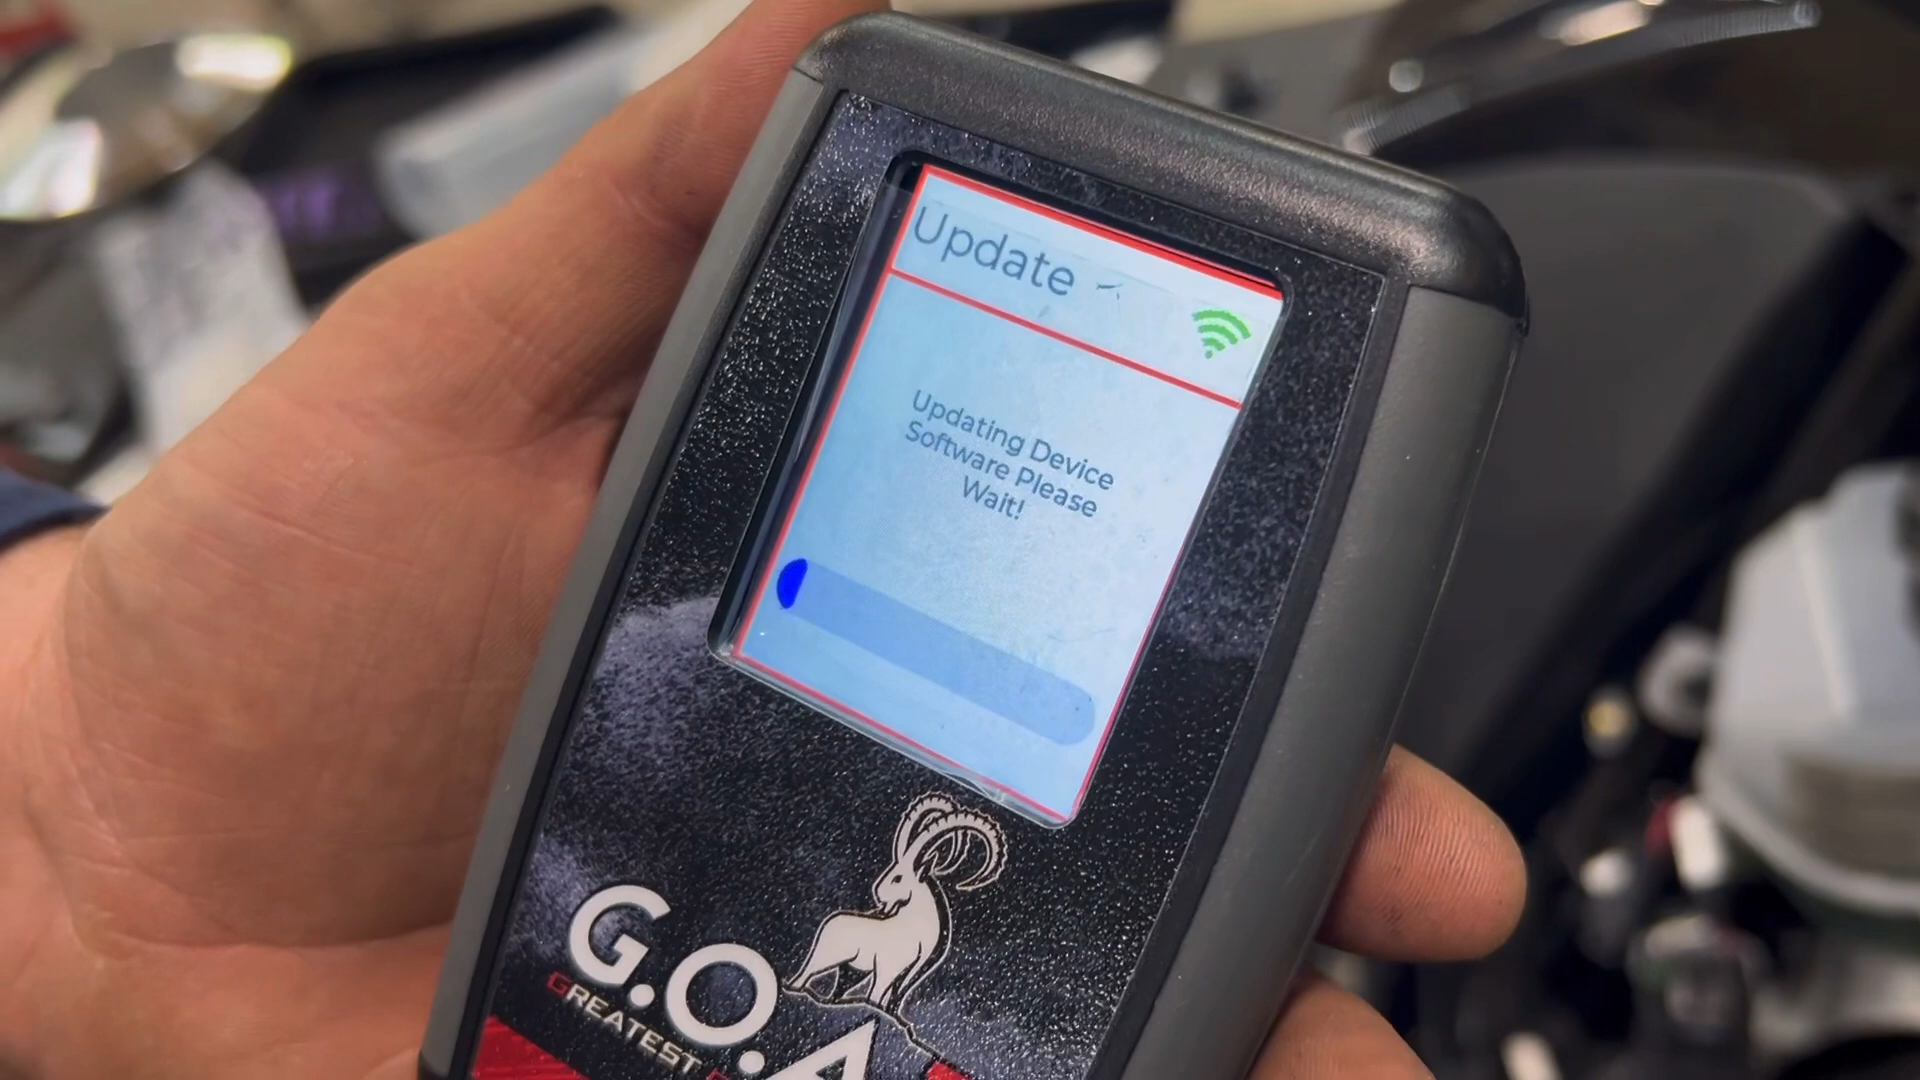 Update
Updating Device
Software Please
Wait!
G.O.A
GREATEST